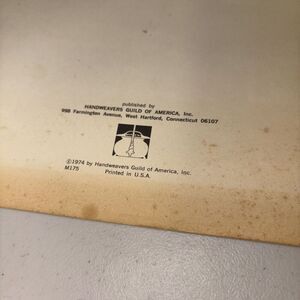 published by
HANDWEAVERS GUILD OF AMERICA, Inc.
998 Farmington Avenue, West Hartford, Connecticut 06107
©1974 by Handweavers Guild of America, Inc.
M175 Printed in U.S.A.